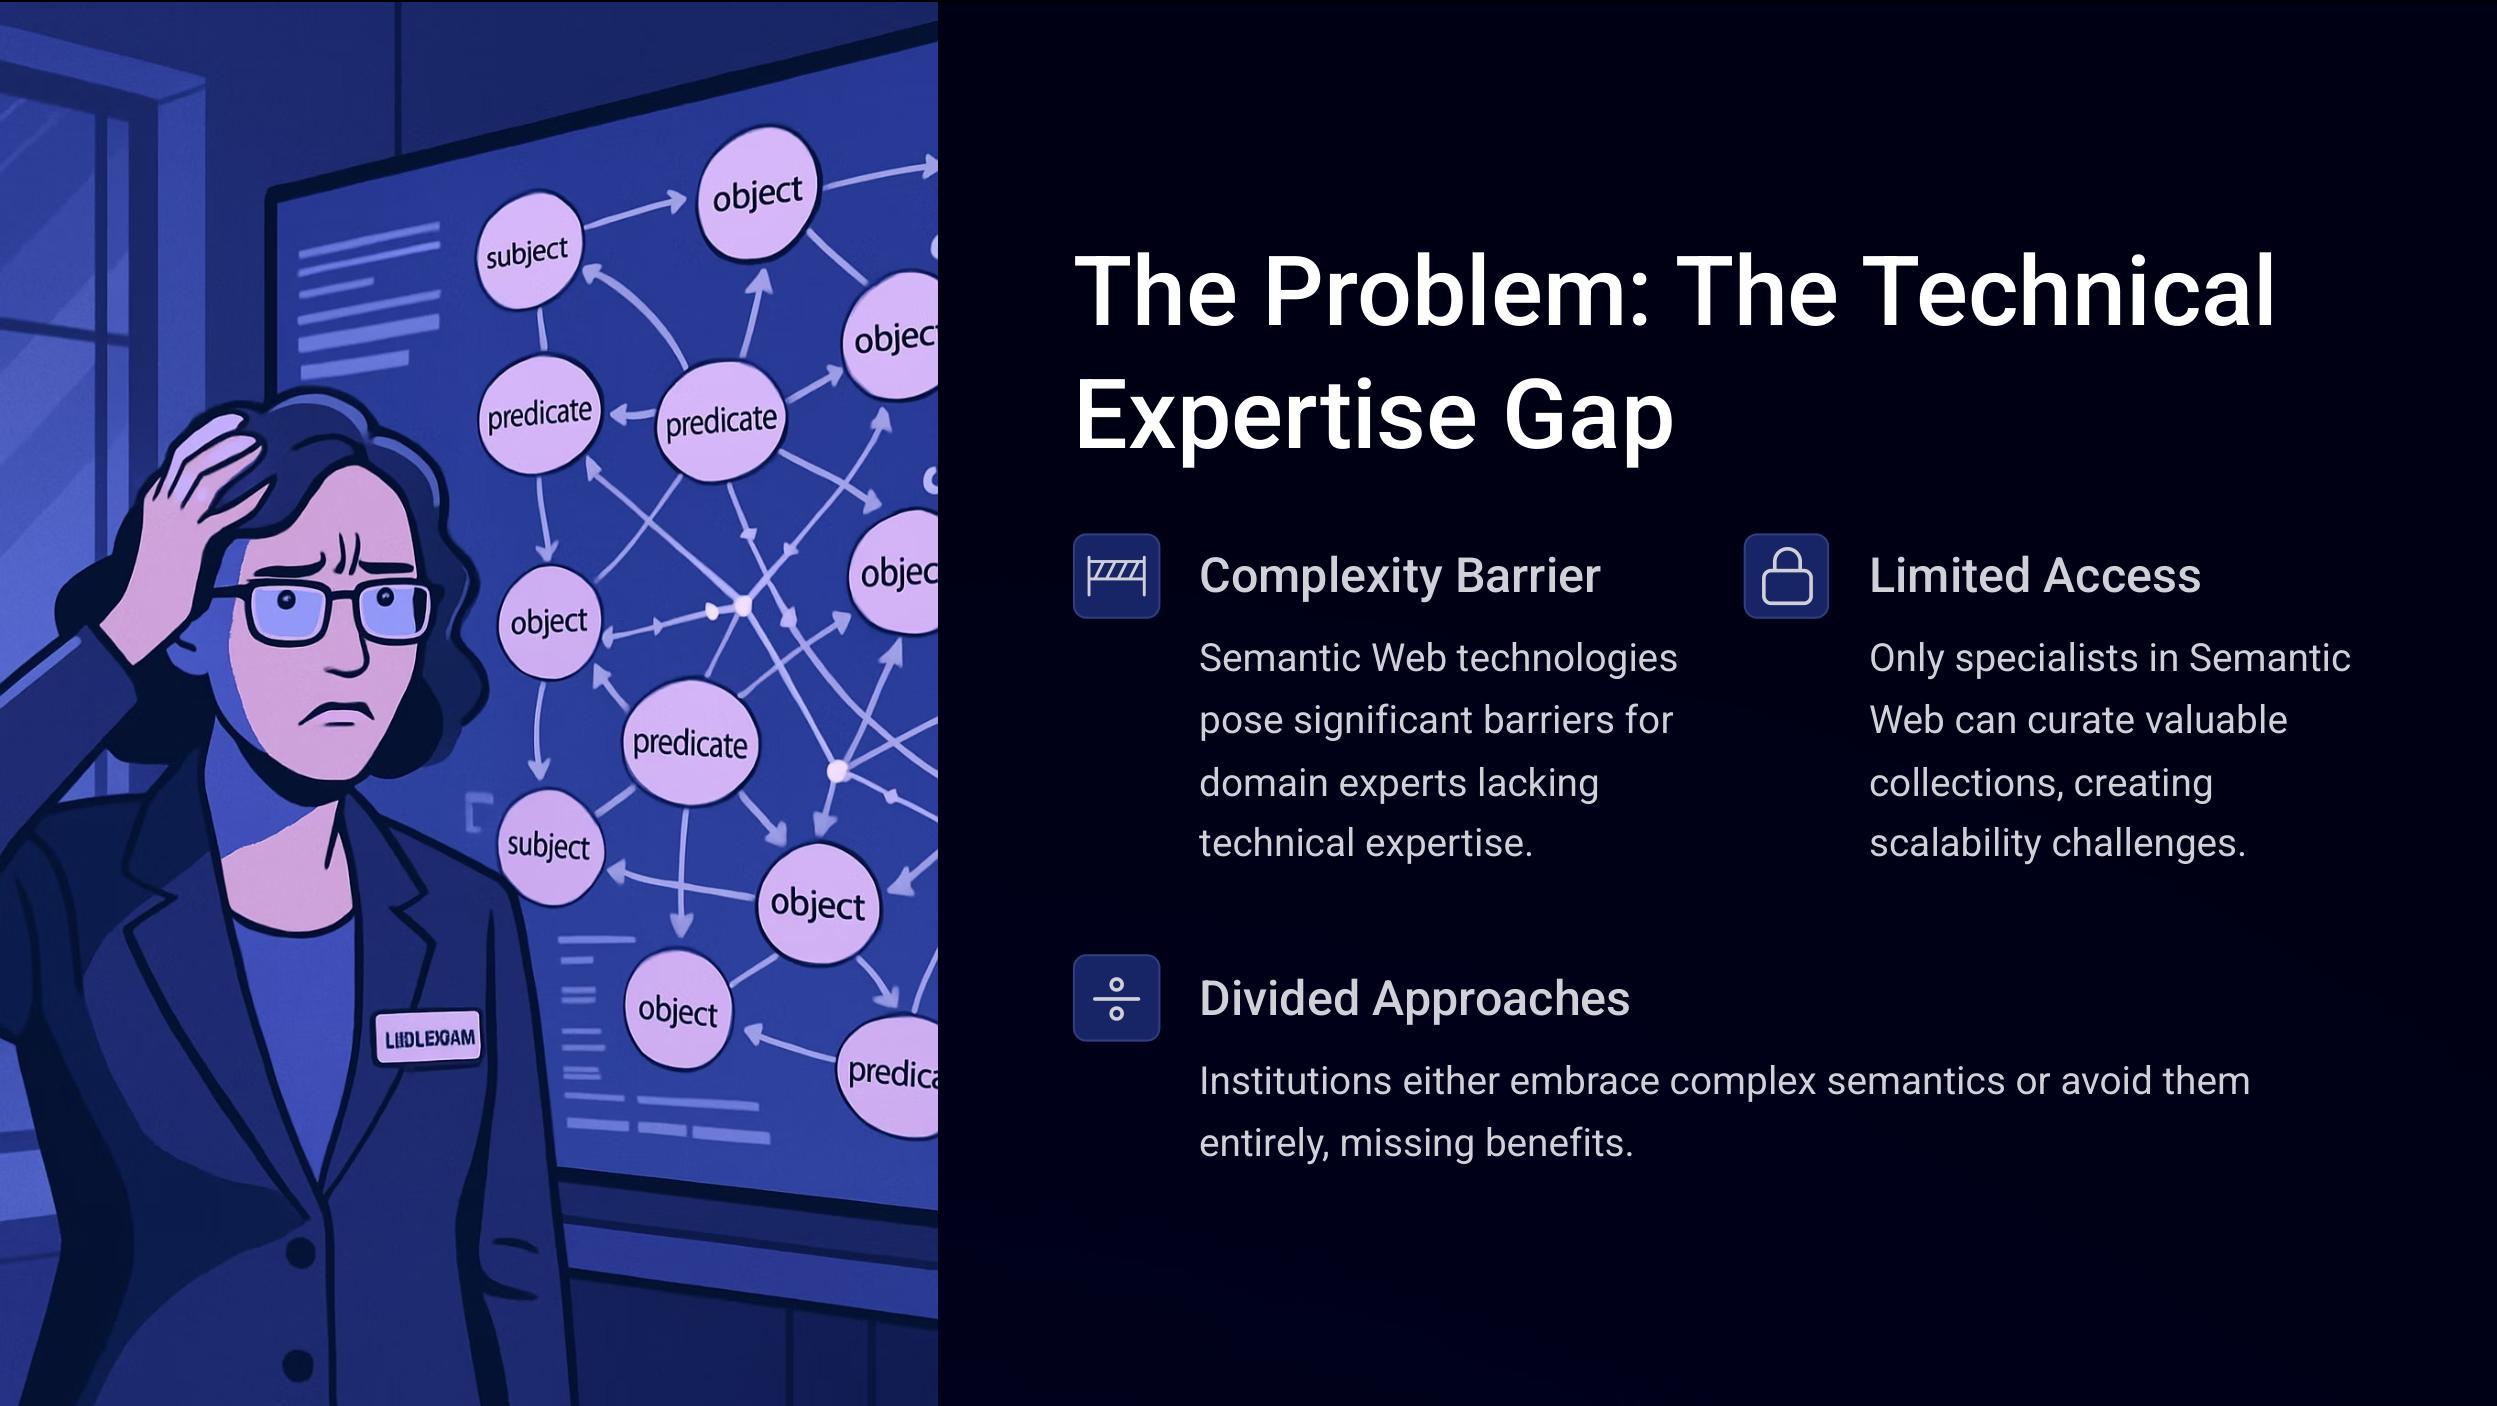 object
subject
objec
predicate
predicate
objec
object
predicate
subject
object
object
predica
The Problem: The Technical
Expertise Gap
Complexity Barrier
Semantic Web technologies
pose significant barriers for
domain experts lacking
technical expertise.
Limited Access
Only specialists in Semantic
Web can curate valuable
collections, creating
scalability challenges.
Divided Approaches
Institutions either embrace complex semantics or avoid them
entirely, missing benefits.